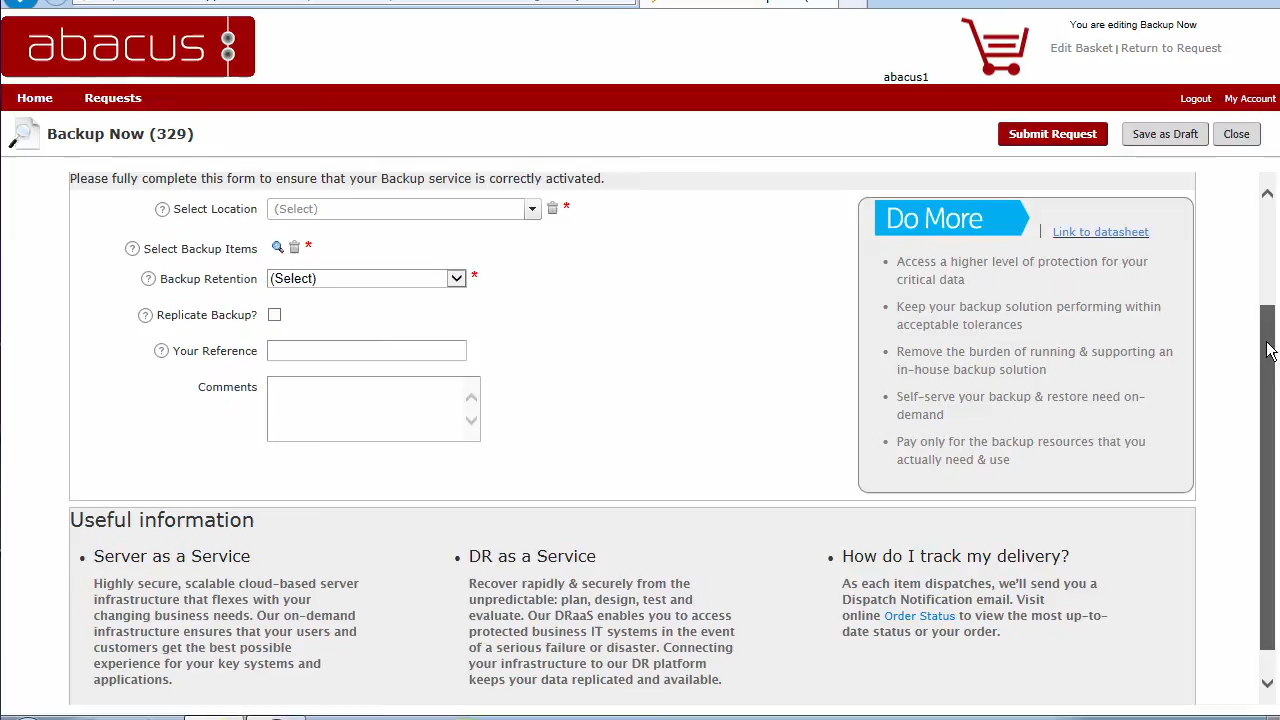 abacus
You are editing Backup Now
Edit Basket | Return to Request
abacus1
Home Requests
Logout My Account
Backup Now (329)
Submit Request Save as Draft Close
Please fully complete this form to ensure that your Backup service is correctly activated.
? Select Location (Select) *
? Select Backup Items *
? Backup Retention (Select) *
? Replicate Backup?
? Your Reference
Comments
Do More | Link to datasheet
• Access a higher level of protection for your
critical data
• Keep your backup solution performing within
acceptable tolerances
• Remove the burden of running & supporting an
in-house backup solution
• Self-serve your backup & restore need on-
demand
• Pay only for the backup resources that you
actually need & use
Useful information
• Server as a Service
Highly secure, scalable cloud-based server
infrastructure that flexes with your
changing business needs. Our on-demand
infrastructure ensures that your users and
customers get the best possible
experience for your key systems and
applications.
• DR as a Service
Recover rapidly & securely from the
unpredictable: plan, design, test and
evaluate. Our DRaaS enables you to access
protected business IT systems in the event
of a serious failure or disaster. Connecting
your infrastructure to our DR platform
keeps your data replicated and available.
• How do I track my delivery?
As each item dispatches, we'll send you a
Dispatch Notification email. Visit
online Order Status to view the most up-to-
date status or your order.